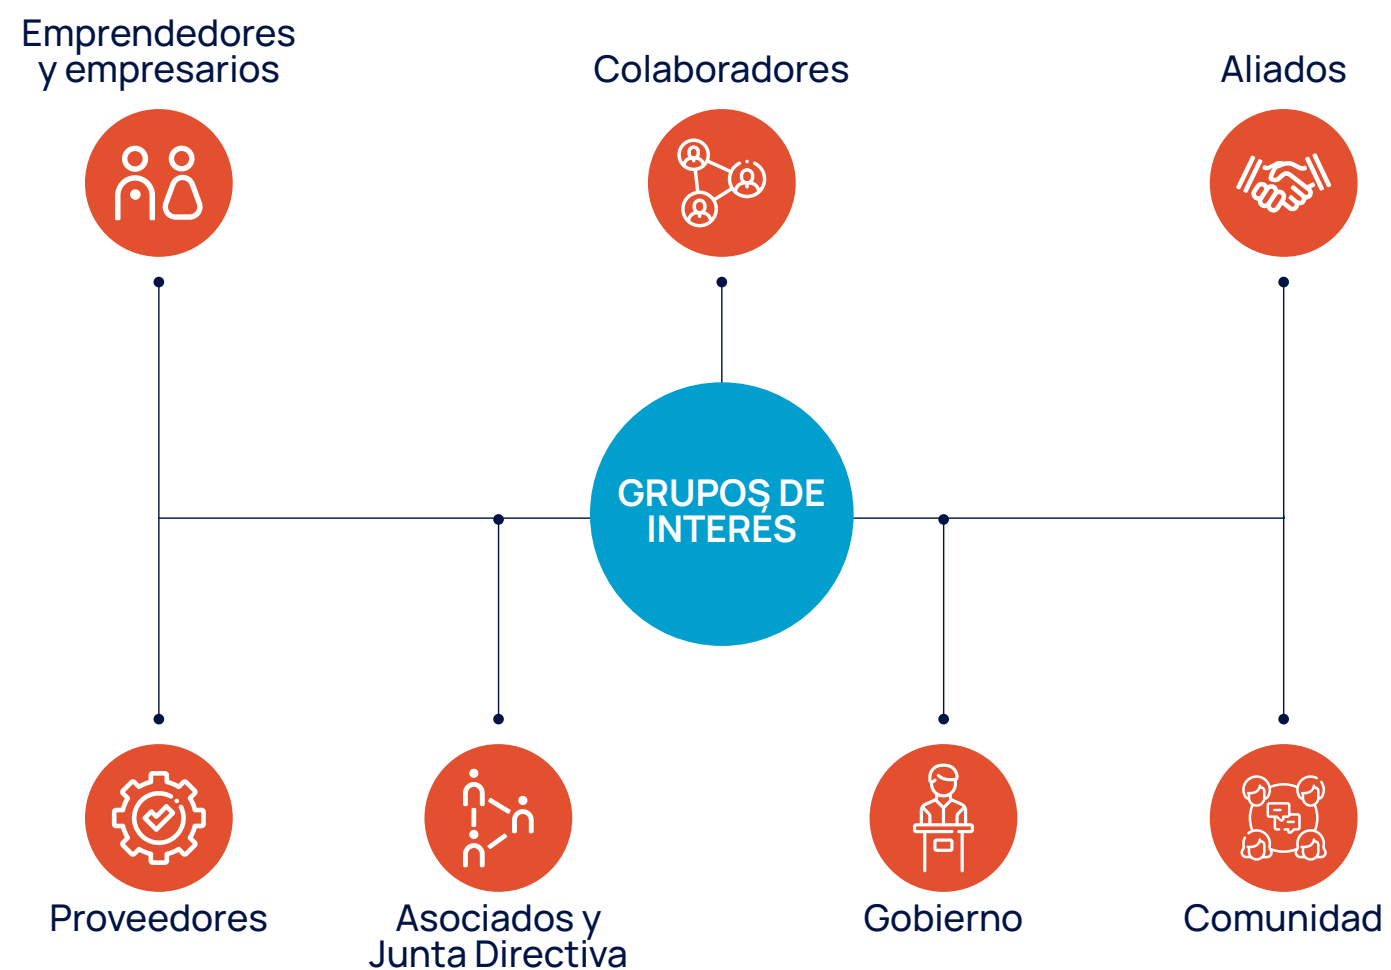 Emprendedores
y empresarios
Colaboradores
Aliados
GRUPOS DE
INTERÉS
Proveedores
Asociados y
Junta Directiva
Gobierno
Comunidad